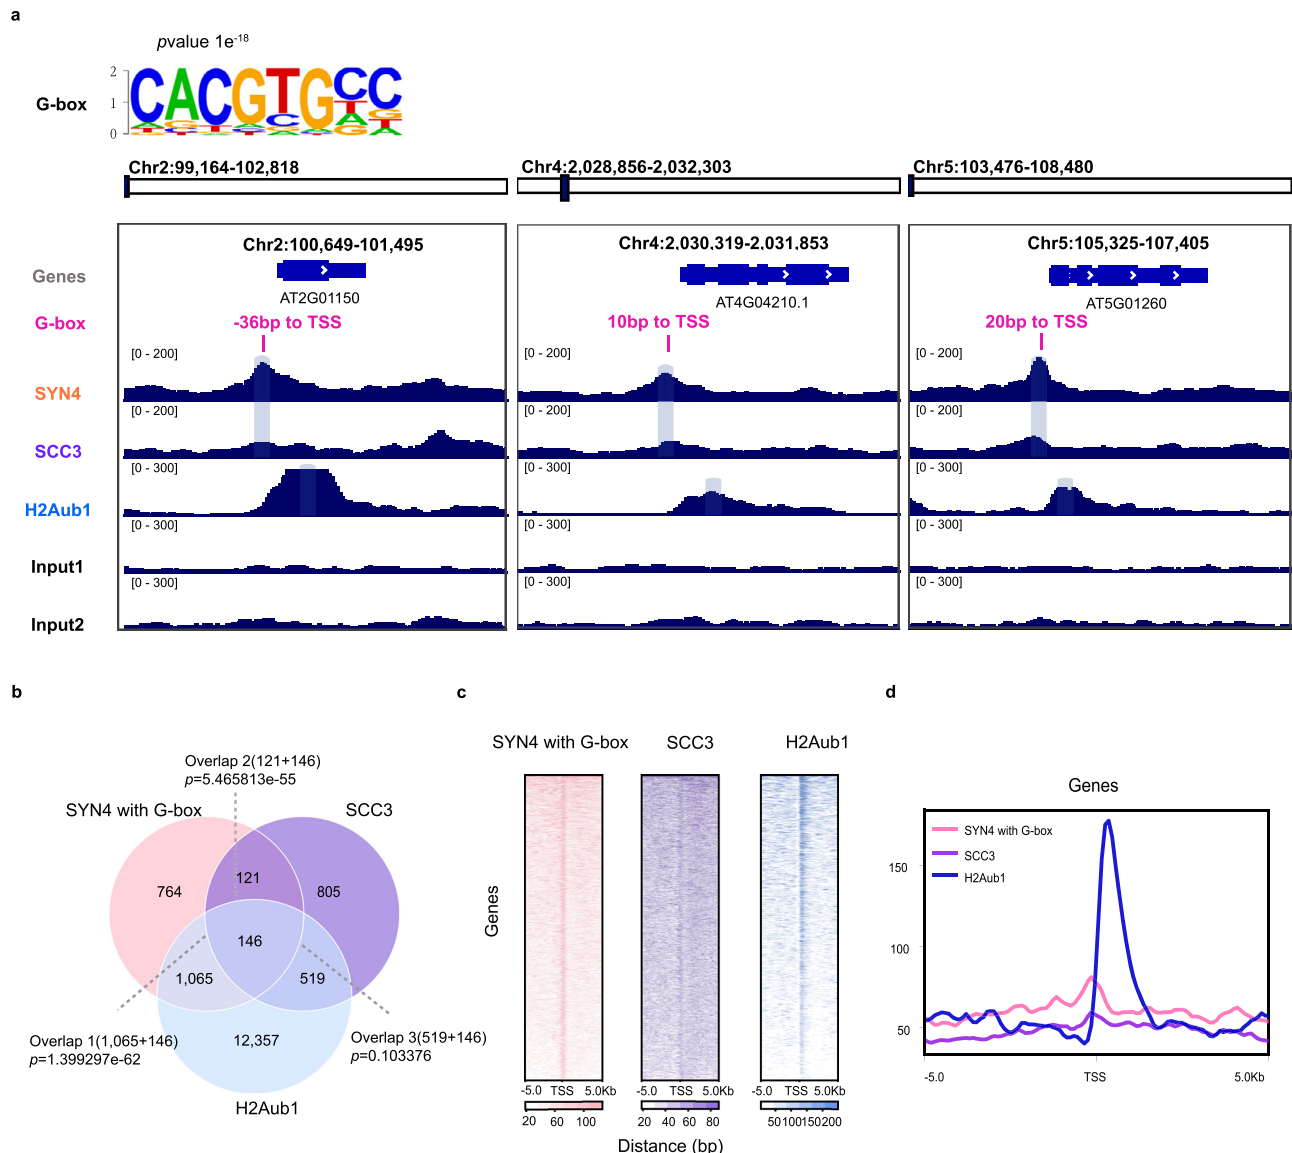 a
pvalue 1e-18
G-box
2
1
0
CACGTGCC
Chr2:99,164-102,818
Chr4:2,028,856-2,032,303
Chr5:103,476-108,480
Genes
Chr2:100,649-101,495
Chr4:2.030.319-2.031.853
Chr5:105,325-107,405
AT2G01150
AT4G04210.1
AT5G01260
G-box
-36bp to TSS
10bp to TSS
20bp to TSS
SYN4
[0 - 200]
[0 - 200]
[0 - 200]
SCC3
[0 - 200]
[0 - 200]
[0 - 200]
H2Aub1
[0 - 300]
[0 - 300]
[0 - 300]
Input1
[0 - 300]
[0 - 300]
[0 - 300]
Input2
[0 - 300]
[0 - 300]
[0 - 300]
b
Overlap 2(121+146)
p=5.465813e-55
SYN4 with G-box
SCC3
764
121
805
146
1,065
519
12,357
Overlap 1(1,065+146)
p=1.399297e-62
Overlap 3(519+146)
p=0.103376
H2Aub1
c
SYN4 with G-box
SCC3
H2Aub1
Genes
-5.0 TSS 5.0Kb
-5.0 TSS 5.0Kb
-5.0 TSS 5.0Kb
20 60 100
20 40 60 80
50 100 150 200
Distance (bp)
d
Genes
SYN4 with G-box
SCC3
H2Aub1
150
100
50
-5.0
TSS
5.0Kb